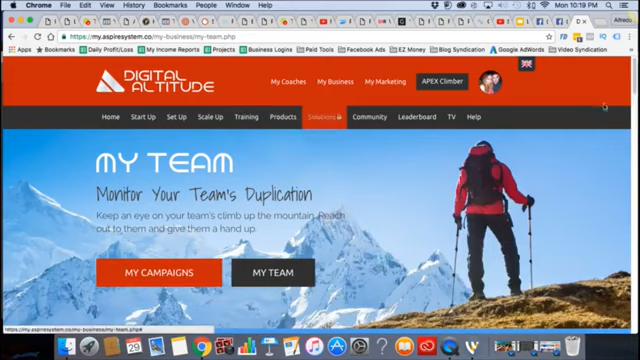 Chrome File Edit View History Bookmarks People Window Help
Mon 10:19 PM
Alfredo
https://my.aspiresystem.co/my-business/my-team.php
Apps Bookmarks Daily Profit/Loss My Income Reports Projects Business Logins Paid Tools Facebook Ads EZ Money Blog Syndication Google AdWords Video Syndication
DIGITAL
ALTITUDE
My Coaches My Business My Marketing APEX Climber
Home Start Up Set Up Scale Up Training Products Solutions Community Leaderboard TV Help
MY TEAM
Monitor Your Team's Duplication
Keep an eye on your team's climb up the mountain. Reach
out to them and give them a hand up.
MY CAMPAIGNS MY TEAM
https://my.aspiresystem.co/my-business/my-team.php#
29